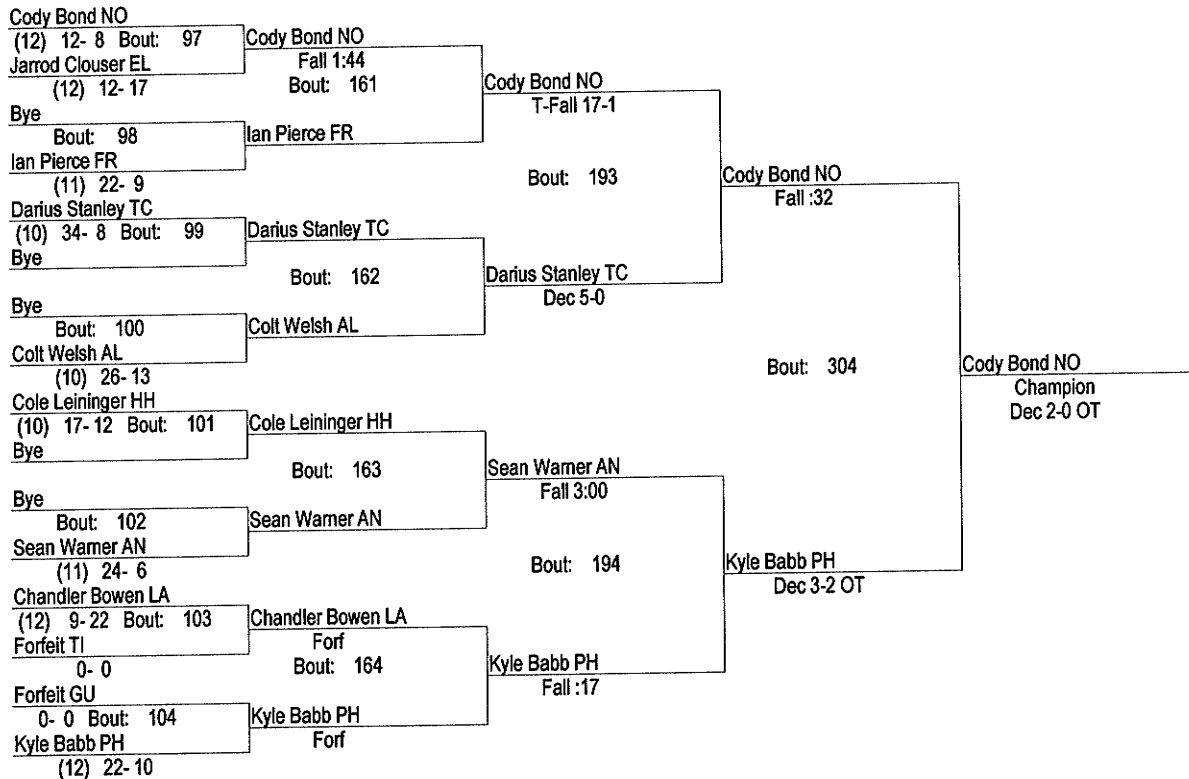 Cody Bond NO
(12) 12- 8 Bout: 97
Jarrod Clouser EL
(12) 12- 17
Bye
Bout: 98
Ian Pierce FR
(11) 22- 9
Darius Stanley TC
(10) 34- 8 Bout: 99
Bye
Bye
Bout: 100
Colt Welsh AL
(10) 26- 13
Cole Leininger HH
(10) 17- 12 Bout: 101
Bye
Bye
Bout: 102
Sean Warner AN
(11) 24- 6
Chandler Bowen LA
(12) 9- 22 Bout: 103
Forfeit TI
0- 0
Forfeit GU
0- 0 Bout: 104
Kyle Babb PH
(12) 22- 10
Cody Bond NO
Fall 1:44
Bout: 161
Ian Pierce FR
Darius Stanley TC
Bout: 162
Colt Welsh AL
Cole Leininger HH
Bout: 163
Sean Warner AN
Chandler Bowen LA
Forf
Bout: 164
Kyle Babb PH
Forf
Cody Bond NO
T-Fall 17-1
Bout: 193
Darius Stanley TC
Dec 5-0
Sean Warner AN
Fall 3:00
Bout: 194
Kyle Babb PH
Fall :17
Cody Bond NO
Fall :32
Bout: 304
Kyle Babb PH
Dec 3-2 OT
Cody Bond NO
Champion
Dec 2-0 OT